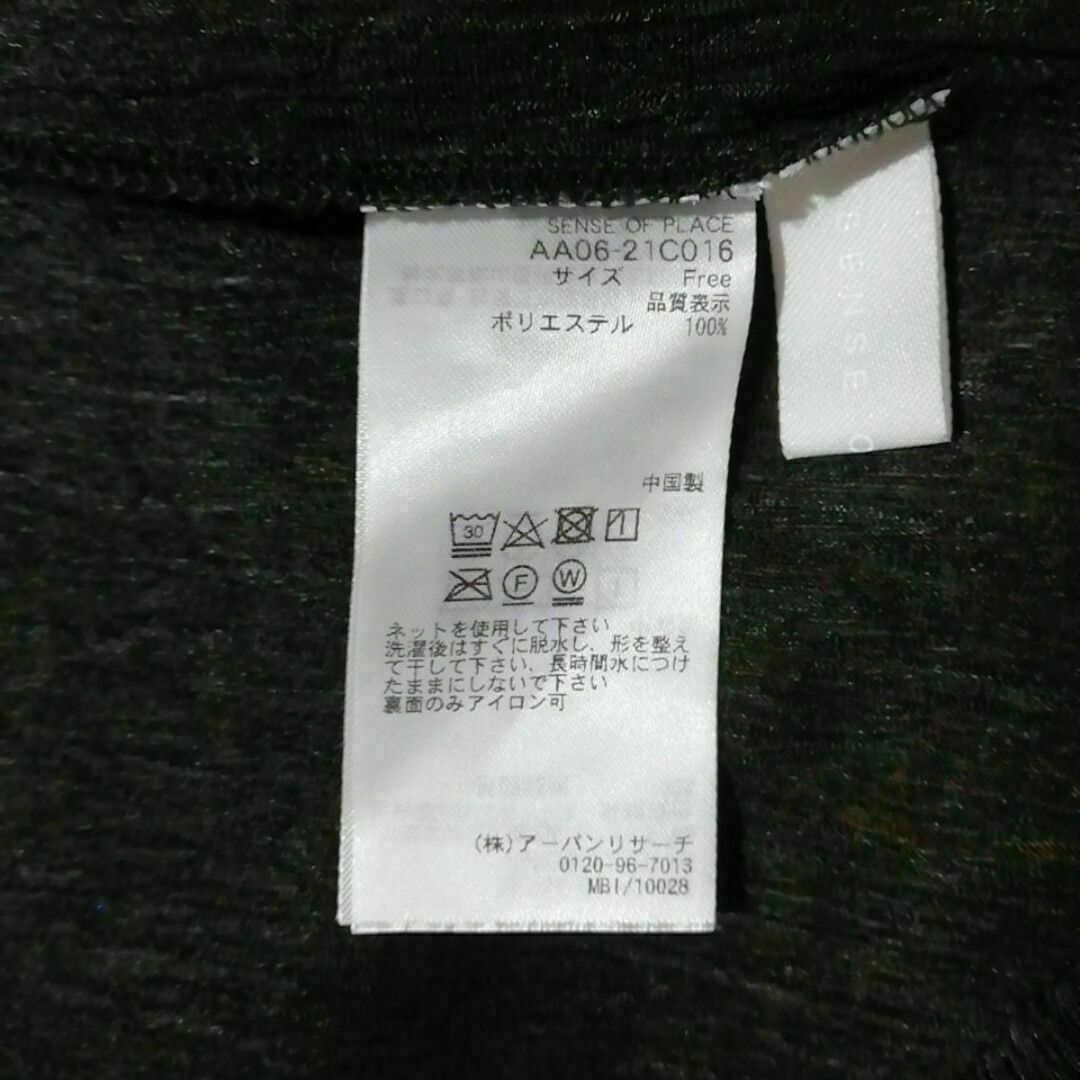 SENSE OF PLACE
AA06-21C016
サイズ Free
品質表示
ポリエステル 100%
中国製
30
F W
ネットを使用して下さい
洗濯後はすぐに脱水し、形を整え
て干して下さい、長時間水につけ
たままにしないで下さい
裏面のみアイロン可
(株)アーバンリサーチ
0120-96-7013
MBI/10028
SENSE O